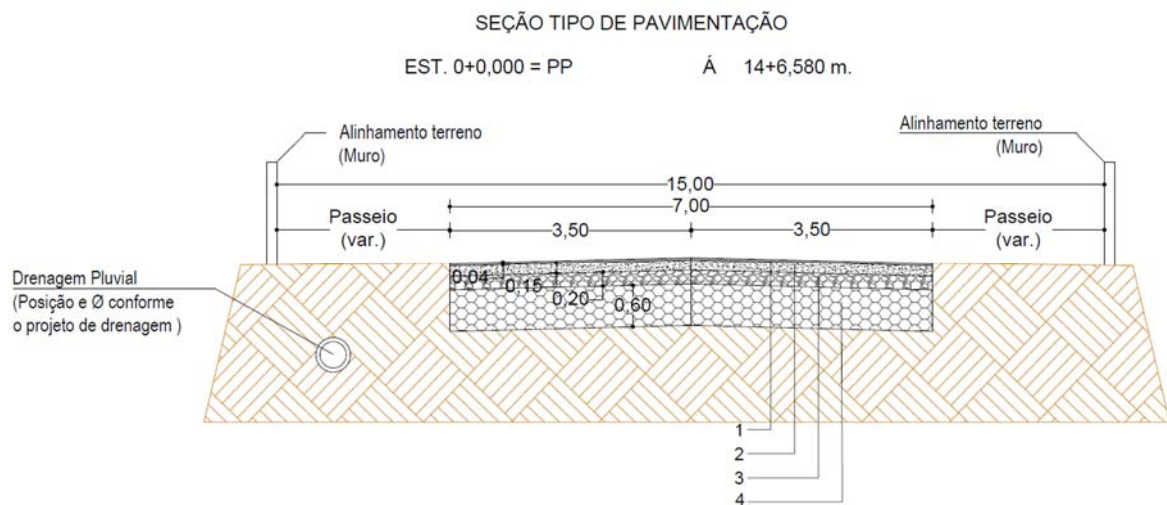 SEÇÃO TIPO DE PAVIMENTAÇÃO
EST. 0+0,000 = PP Á 14+6,580 m.
Alinhamento terreno
(Muro)
Alinhamento terreno
(Muro)
15,00
7,00
Passeio
(var.)
3,50
3,50
Passeio
(var.)
Drenagem Pluvial
(Posição e Ø conforme
o projeto de drenagem )
0,04
0,15
0,20
0,60
1
2
3
4